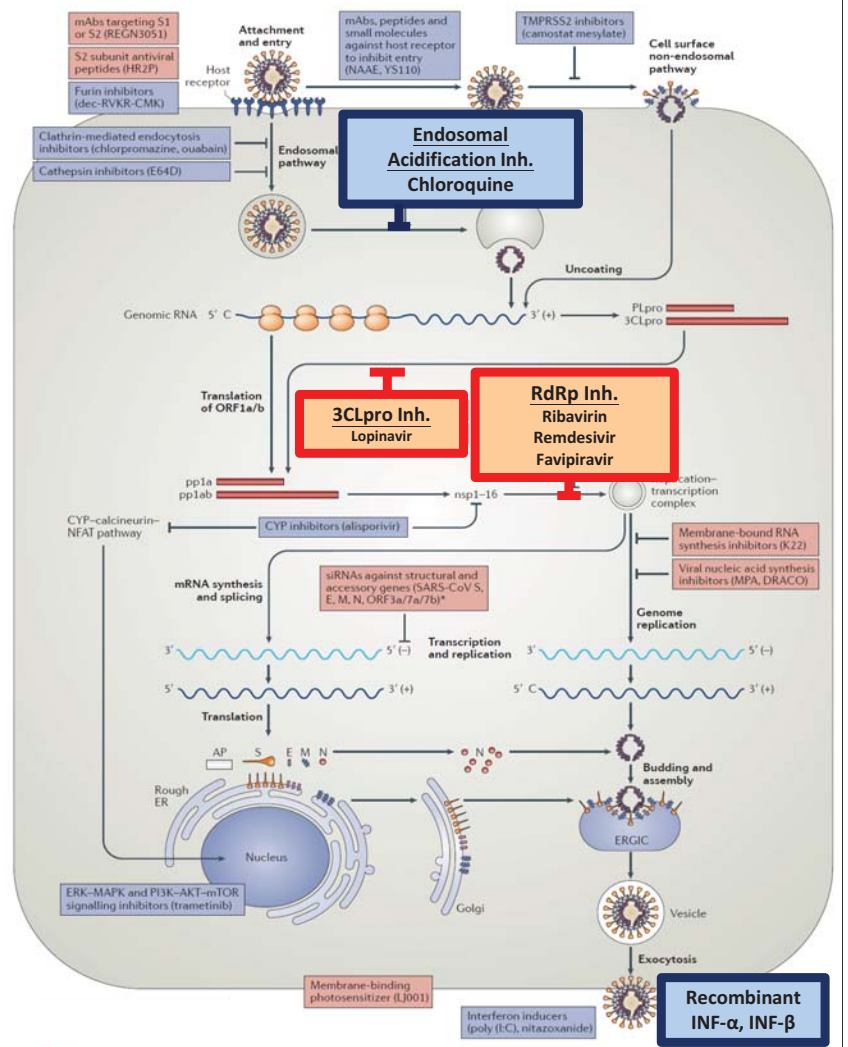 mAbs targeting S1
or S2 (REGN3051)
S2 subunit antiviral
peptides (HR2P)
Furin inhibitors
(dec-RVKR-CMK)
Attachment
and entry
Host
receptor
mAbs, peptides and
small molecules
against host receptor
to inhibit entry
(NAAE, YS110)
TMPRSS2 inhibitors
(camostat mesylate)
Cell surface
non-endosomal
pathway
Clathrin-mediated endocytosis
inhibitors (chlorpromazine, ouabain)
Cathepsin inhibitors (E64D)
Endosomal
pathway
Endosomal
Acidification Inh.
Chloroquine
Uncoating
Genomic RNA 5′ C
3′ (+)
PLpro
3CLpro
Translation
of ORF1a/b
3CLpro Inh.
Lopinavir
RdRp Inh.
Ribavirin
Remdesivir
Favipiravir
pp1a
pp1ab
nsp1–16
transcription
complex
CYP–calcineurin–
NFAT pathway
CYP inhibitors (alisporivir)
Membrane-bound RNA
synthesis inhibitors (K22)
Viral nucleic acid synthesis
inhibitors (MPA, DRACO)
mRNA synthesis
and splicing
siRNAs against structural and
accessory genes (SARS-CoV S,
E, M, N, ORF3a/7a/7b)*
Genome
replication
3′
5′ (–)
Transcription
and replication
3′
5′ (–)
5′
3′ (+)
5′ C
3′ (+)
Translation
AP S E M N
N
Budding and
assembly
Rough
ER
Nucleus
Golgi
ERGIC
ERK–MAPK and PI3K–AKT–mTOR
signalling inhibitors (trametinib)
Vesicle
Exocytosis
Membrane-binding
photosensitizer (LJ001)
Interferon inducers
(poly (I:C), nitazoxanide)
Recombinant
INF-α, INF-β